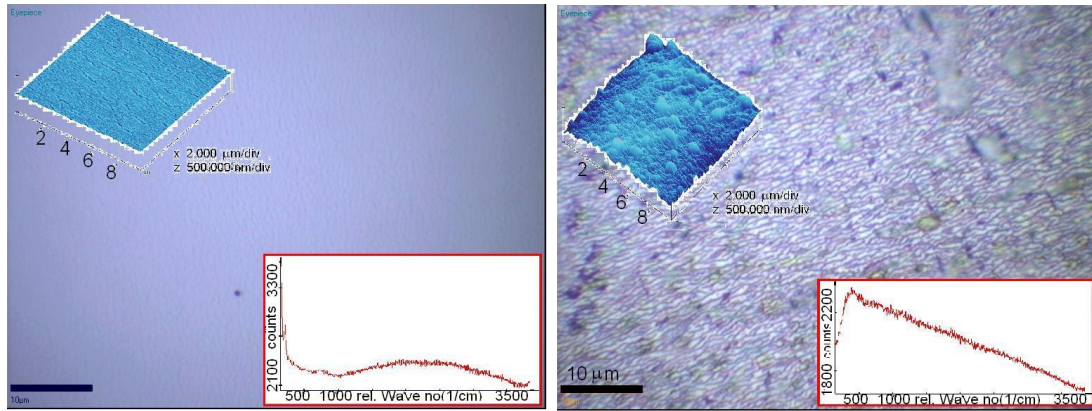 Eyepiece
2 4 6 8
x 2.000 µm/div
z 500.000 nm/div
3300
counts
2100
500 1000 rel. Wave no(1/cm) 3500
10µm
Eyepiece
2 4 6 8
x 2.000 µm/div
z 500.000 nm/div
2200
counts
1800
500 1000 rel. Wave no(1/cm) 3500
10 µm